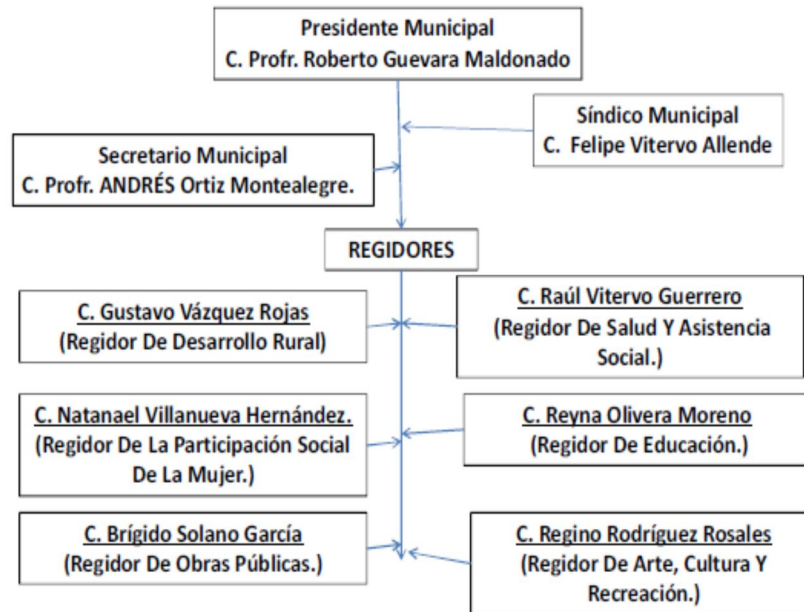 Presidente Municipal
C. Profr. Roberto Guevara Maldonado
Síndico Municipal
C. Felipe Vitervo Allende
Secretario Municipal
C. Profr. ANDRÉS Ortiz Montealegre.
REGIDORES
C. Gustavo Vázquez Rojas
(Regidor De Desarrollo Rural)
C. Raúl Vitervo Guerrero
(Regidor De Salud Y Asistencia
Social.)
C. Natanael Villanueva Hernández.
(Regidor De La Participación Social
De La Mujer.)
C. Reyna Olivera Moreno
(Regidor De Educación.)
C. Brígido Solano García
(Regidor De Obras Públicas.)
C. Regino Rodríguez Rosales
(Regidor De Arte, Cultura Y
Recreación.)